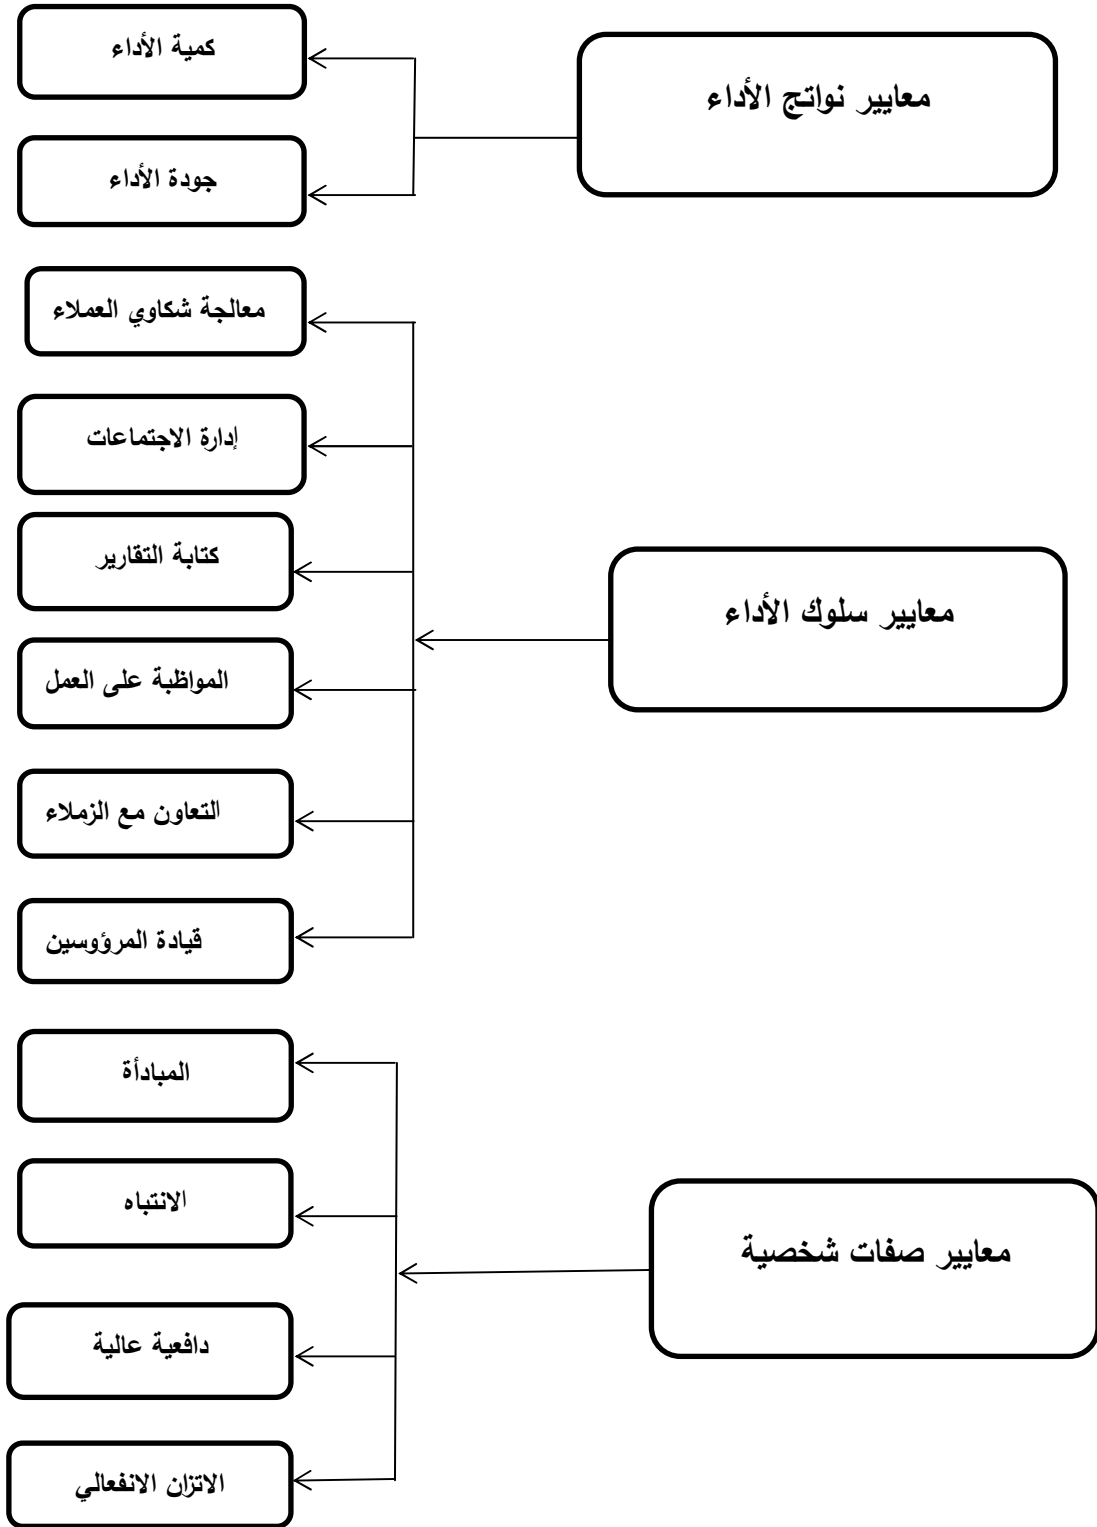 معايير نواتج الأداء
كمية الأداء
جودة الأداء
معايير سلوك الأداء
معالجة شكاوي العملاء
إدارة الاجتماعات
كتابة التقارير
المواظبة على العمل
التعاون مع الزملاء
قيادة المرؤوسين
معايير صفات شخصية
المبادأة
الانتباه
دافعية عالية
الاتزان الانفعالي